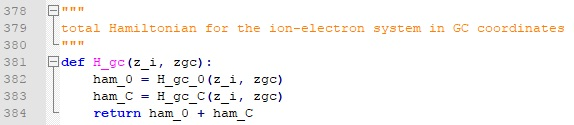 378 """
379 total Hamiltonian for the ion-electron system in GC coordinates
380 """
381 def H_gc(z_i, zgc):
382     ham_0 = H_gc_0(z_i, zgc)
383     ham_C = H_gc_C(z_i, zgc)
384     return ham_0 + ham_C